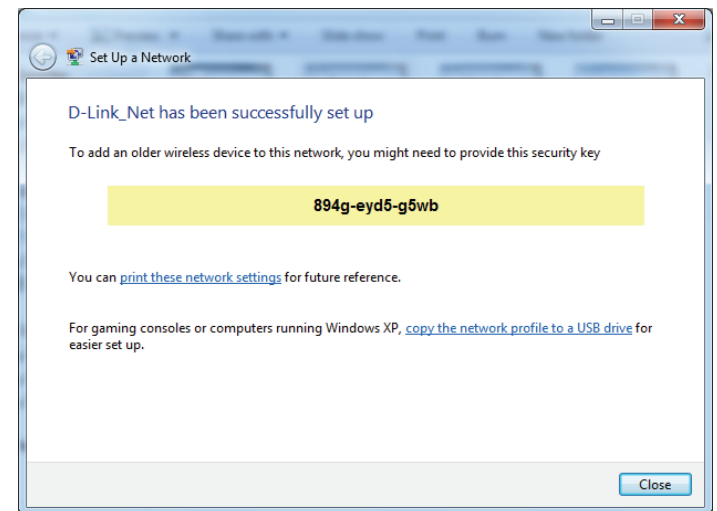 Set Up a Network
D-Link_Net has been successfully set up
To add an older wireless device to this network, you might need to provide this security key
894g-eyd5-g5wb
You can print these network settings for future reference.
For gaming consoles or computers running Windows XP, copy the network profile to a USB drive for
easier set up.
Close